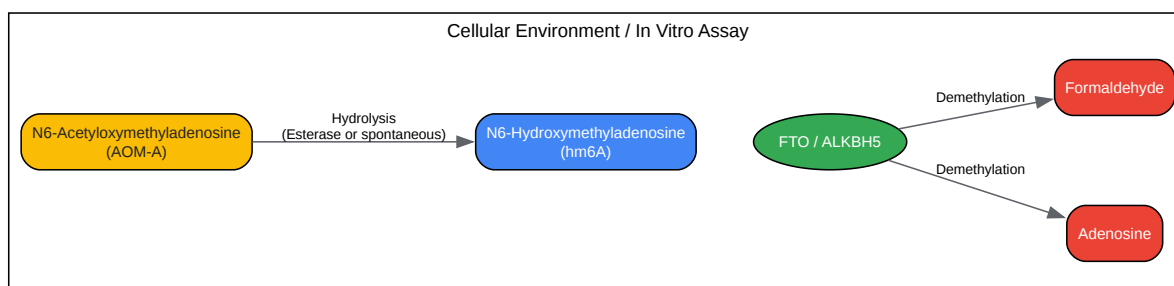 Cellular Environment / In Vitro Assay
N6-Acetyloxymethyladenosine
(AOM-A)
Hydrolysis
(Esterase or spontaneous)
N6-Hydroxymethyladenosine
(hm6A)
FTO / ALKBH5
Demethylation
Formaldehyde
Demethylation
Adenosine